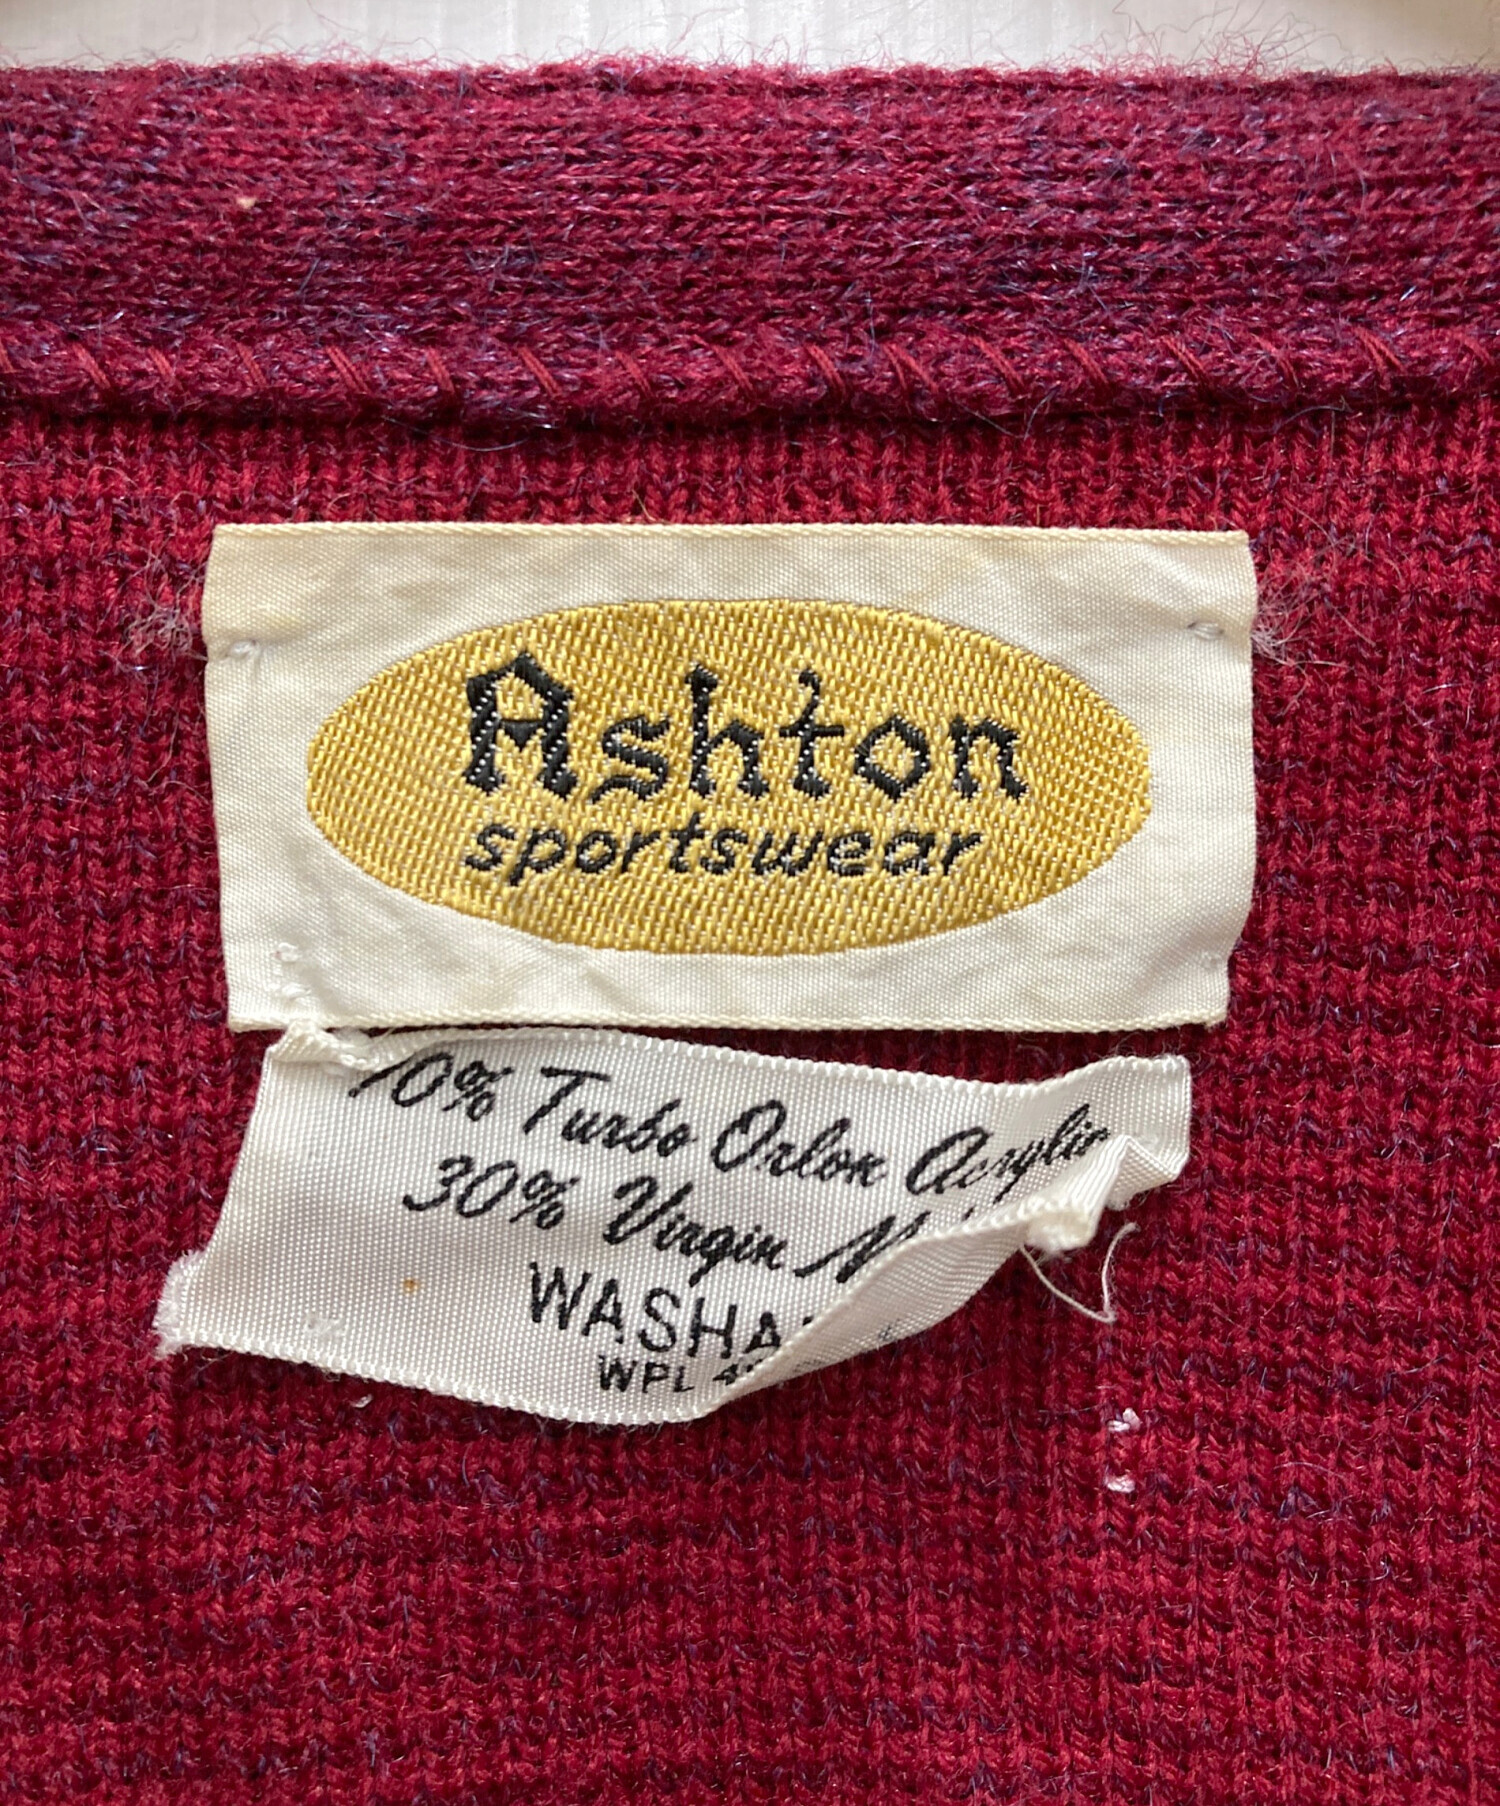 Ashton
sportswear
70% Turbo Orlon Acrylic
30% Virgin
WASHA
WPL